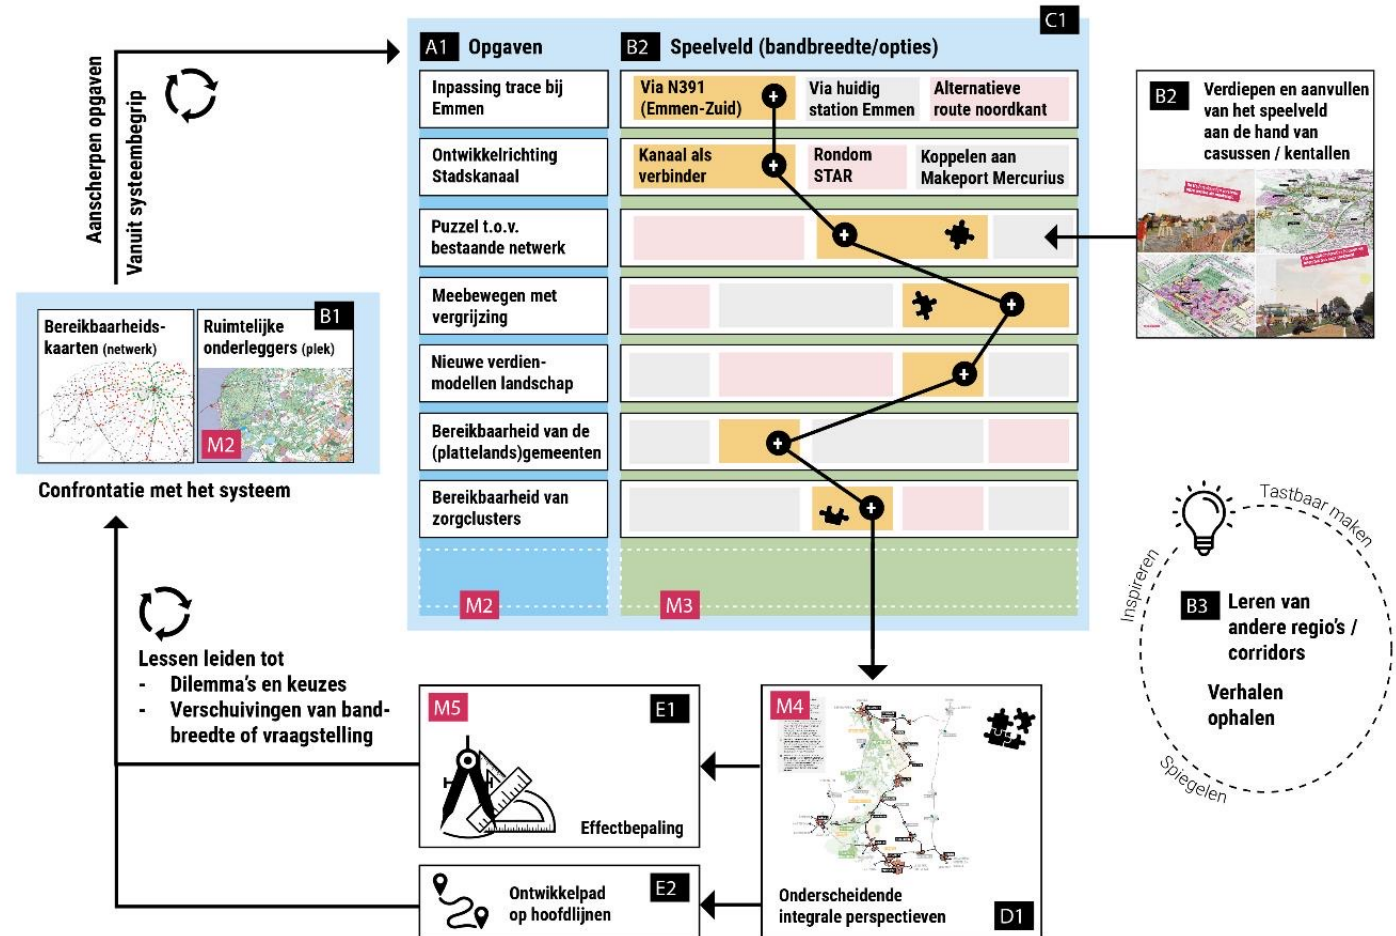 C1
A1 Opgaven
B2 Speelveld (bandbreedte/opties)
Inpassing trace bij
Emmen
Via N391
(Emmen-Zuid)
Via huidig
station Emmen
Alternatieve
route noordkant
Ontwikkelrichting
Stadskanaal
Kanaal als
verbinder
Rondom
STAR
Koppelen aan
Makeport Mercurius
Puzzel t.o.v.
bestaande netwerk
Meebewegen met
vergrijzing
Nieuwe verdien-
modellen landschap
Bereikbaarheid van de
(plattelands)gemeenten
Bereikbaarheid van
zorgclusters
M2
M3
Aanscherpen opgaven
Vanuit systeembegrip
B1
Bereikbaarheids-
kaarten (netwerk)
Ruimtelijke
onderleggers (plek)
M2
Confrontatie met het systeem
Lessen leiden tot
- Dilemma's en keuzes
- Verschuivingen van band-
breedte of vraagstelling
B2 Verdiepen en aanvullen
van het speelveld
aan de hand van
casussen / kentallen
Tastbaar maken
Inspireren
Spiegelen
B3 Leren van
andere regio's /
corridors
Verhalen
ophalen
M5
E1
Effectbepaling
E2
Ontwikkelpad
op hoofdlijnen
M4
Onderscheidende
integrale perspectieven
D1